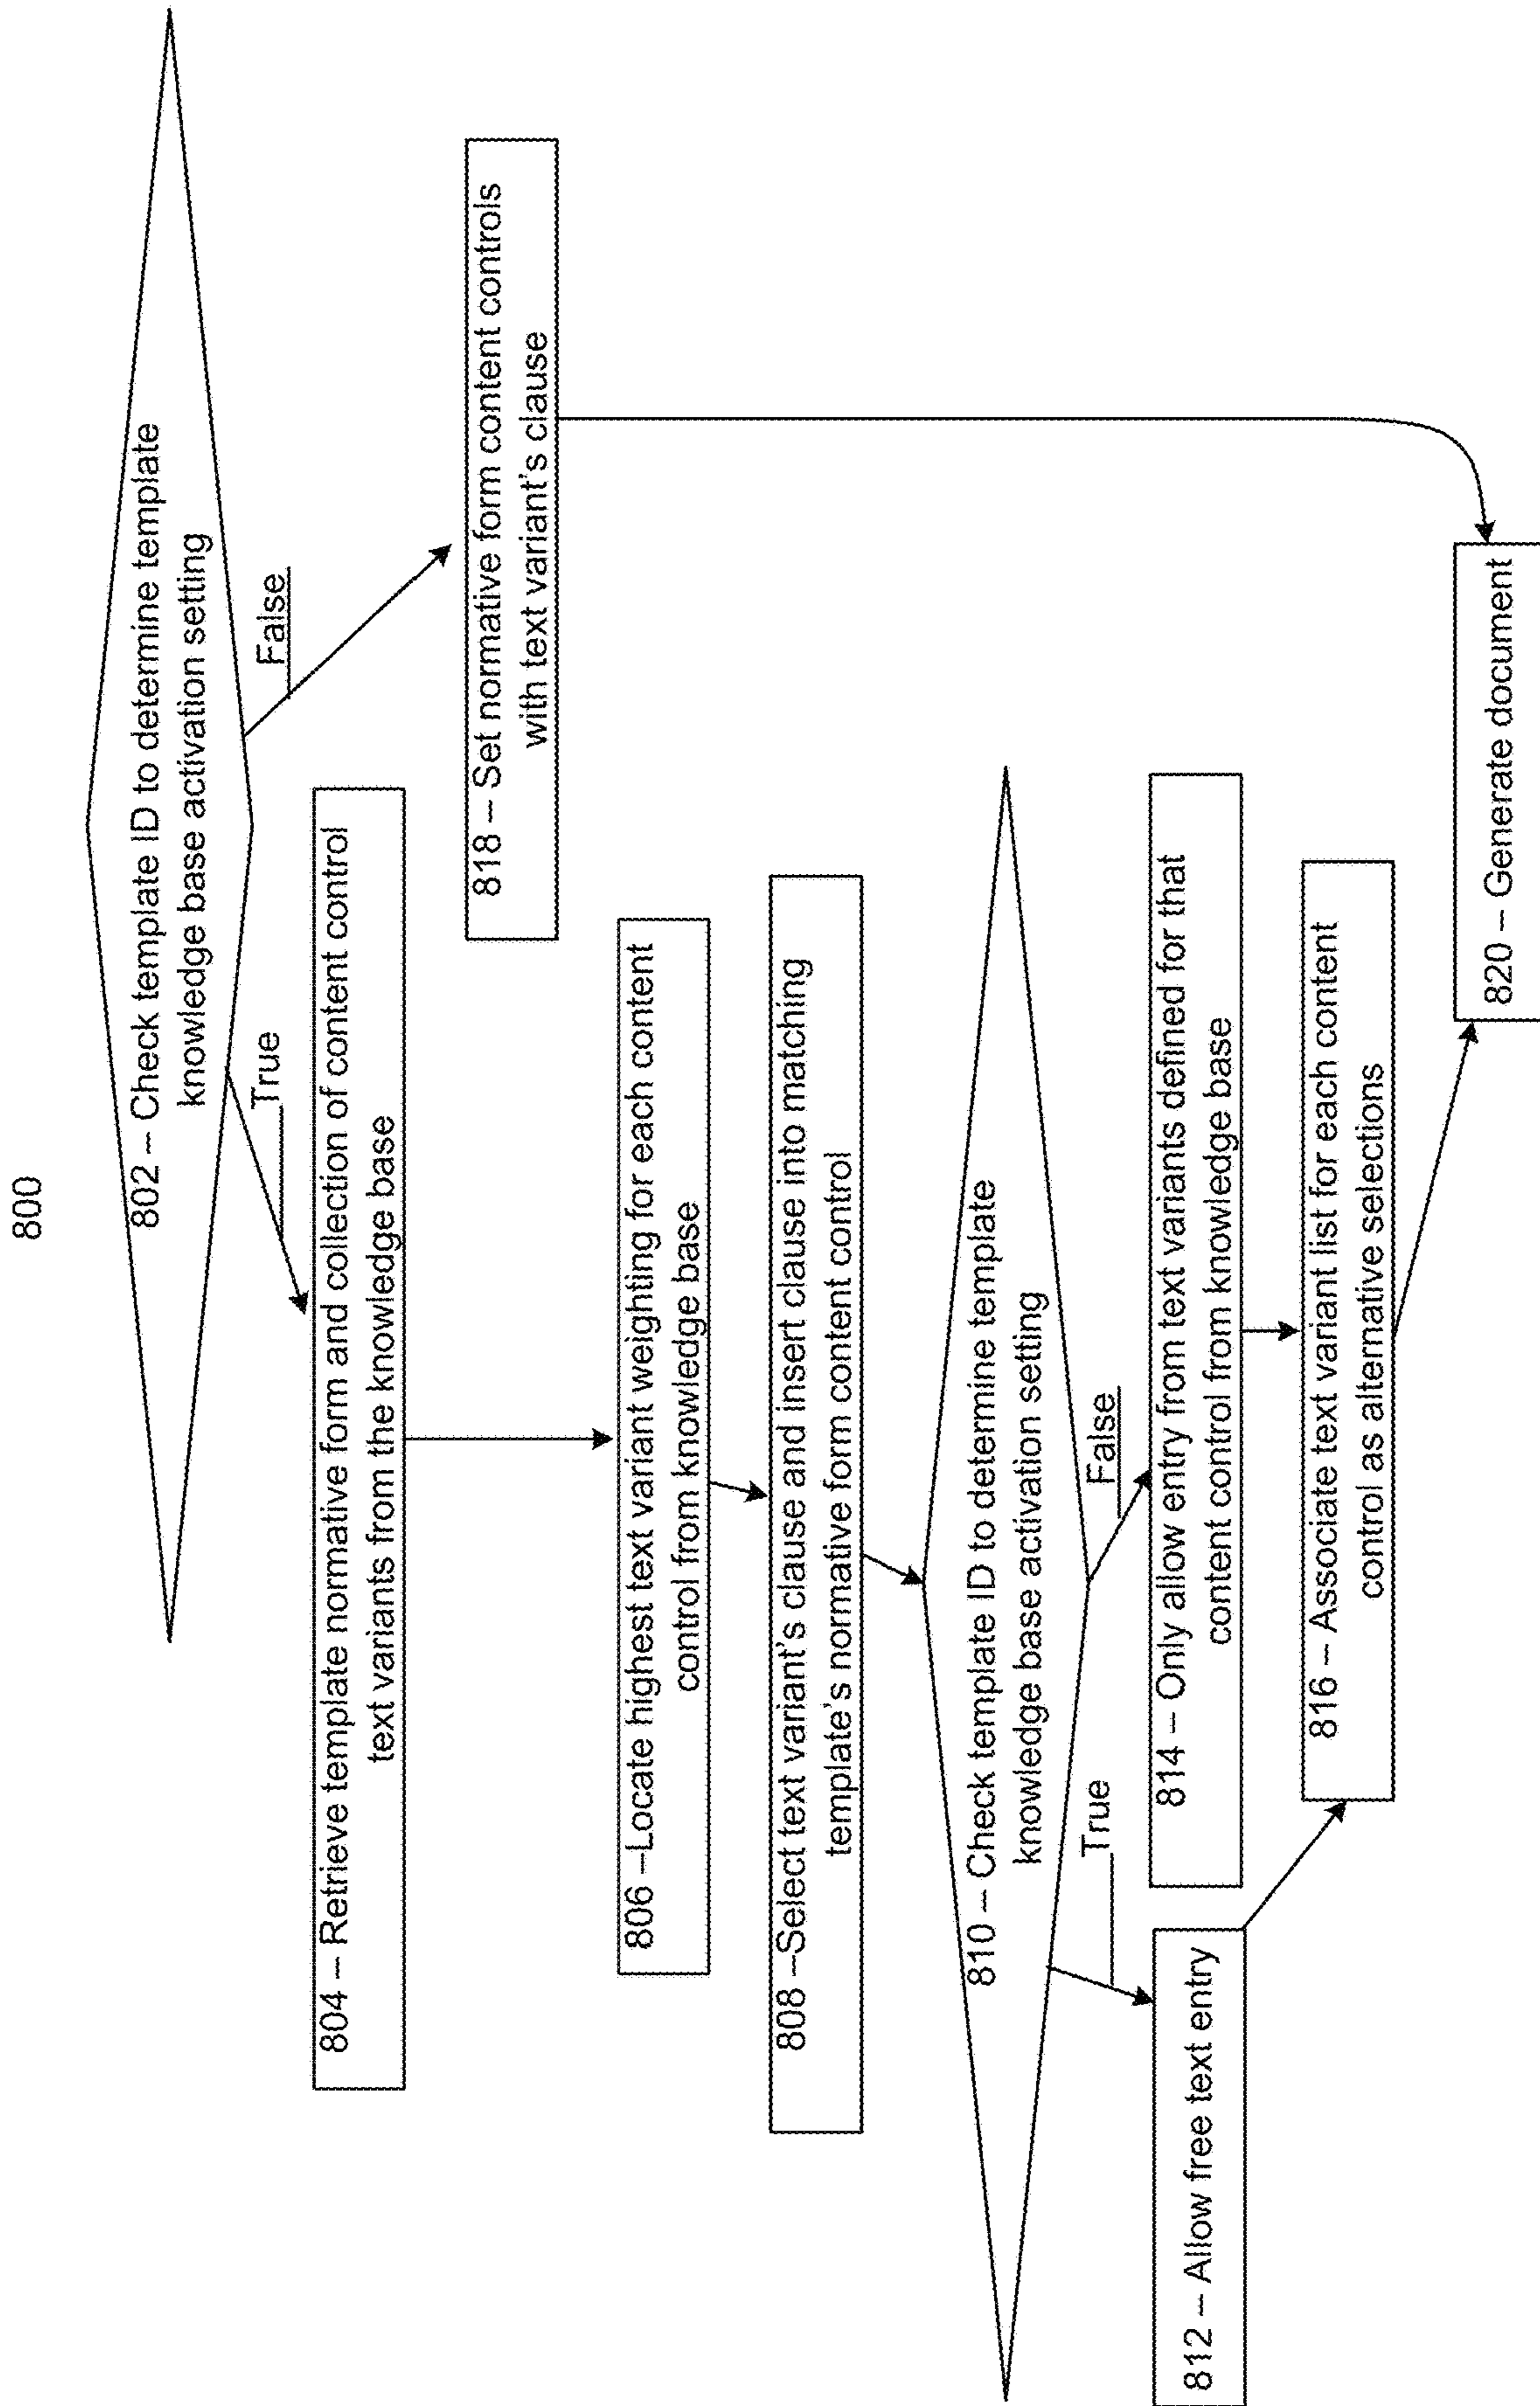 800
802 – Check template ID to determine template
knowledge base activation setting
True
False
804 – Retrieve template normative form and collection of content control
text variants from the knowledge base
818 – Set normative form content controls
with text variant's clause
806 –Locate highest text variant weighting for each content
control from knowledge base
808 –Select text variant's clause and insert clause into matching
template's normative form content control
810 – Check template ID to determine template
knowledge base activation setting
True
False
812 – Allow free text entry
814 – Only allow entry from text variants defined for that
content control from knowledge base
816 – Associate text variant list for each content
control as alternative selections
820 – Generate document